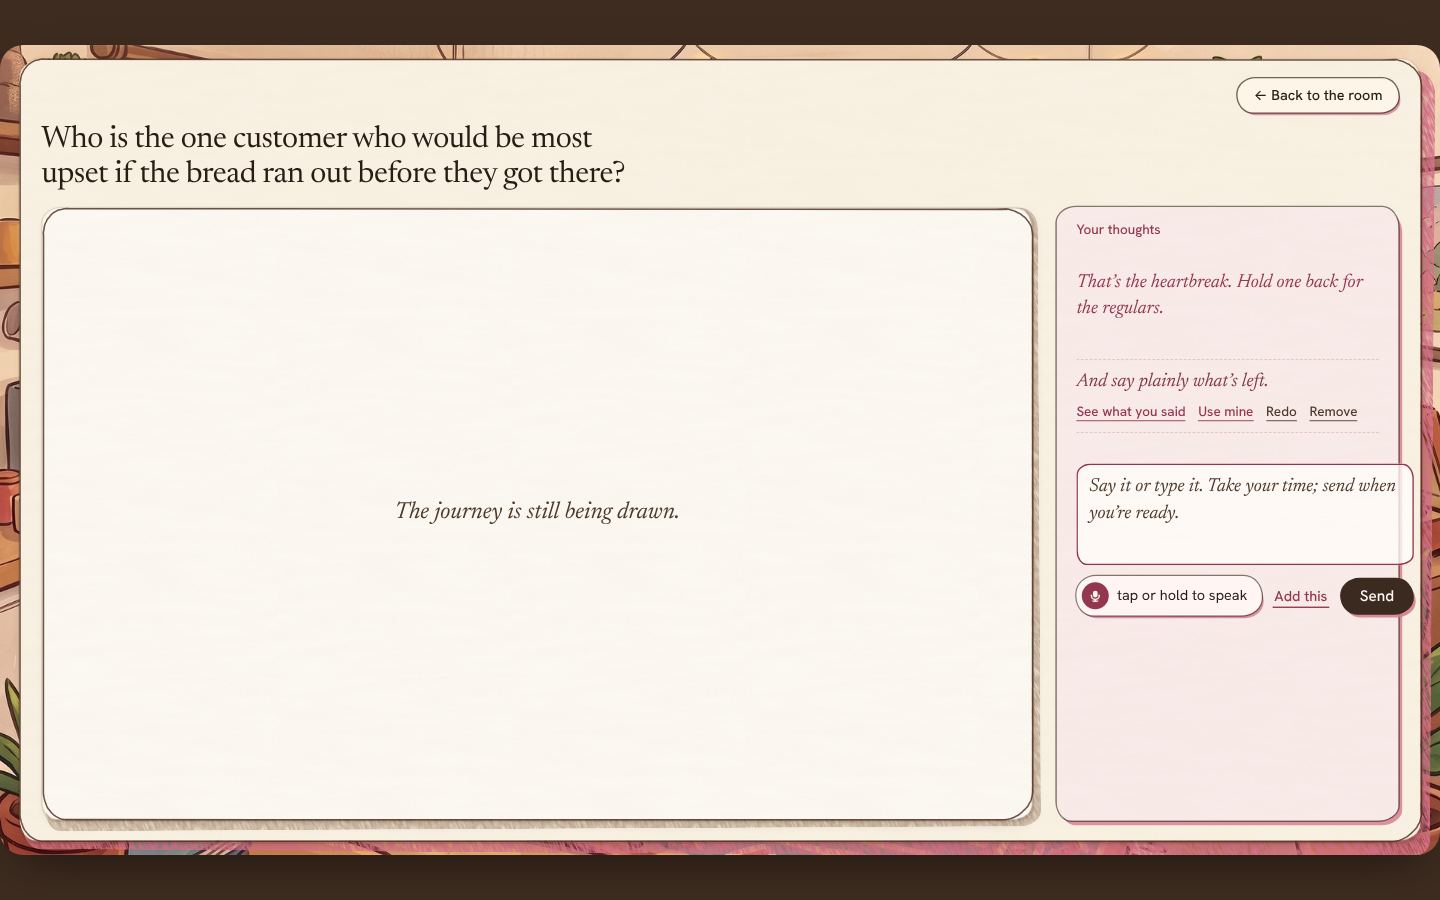 ← Back to the room
Who is the one customer who would be most
upset if the bread ran out before they got there?
The journey is still being drawn.
Your thoughts
That’s the heartbreak. Hold one back for
the regulars.
And say plainly what’s left.
See what you said Use mine Redo Remove
Say it or type it. Take your time; send when
you’re ready.
tap or hold to speak Add this Send